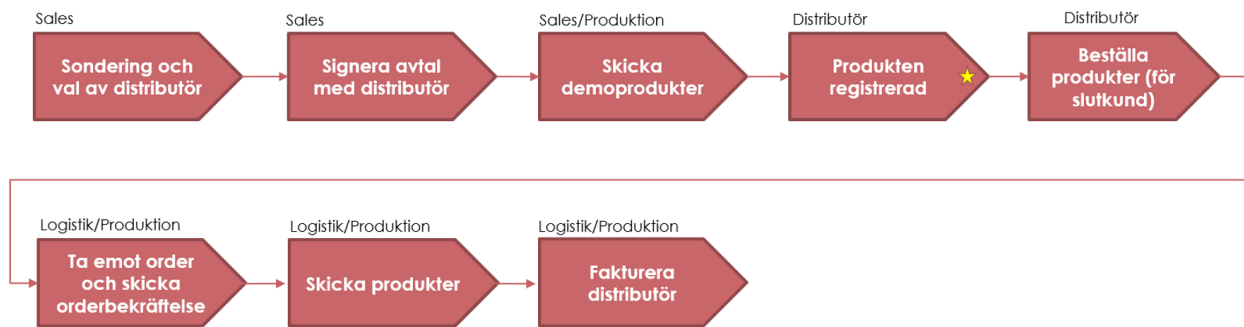 Sales
Sondering och
val av distributör
Sales
Signera avtal
med distributör
Sales/Produktion
Skicka
demoprodukter
Distributör
Produkten
registrerad
Distributör
Beställa
produkter (för
slutkund)
Logistik/Produktion
Ta emot order
och skicka
orderbekräftelse
Logistik/Produktion
Skicka produkter
Logistik/Produktion
Fakturera
distributör